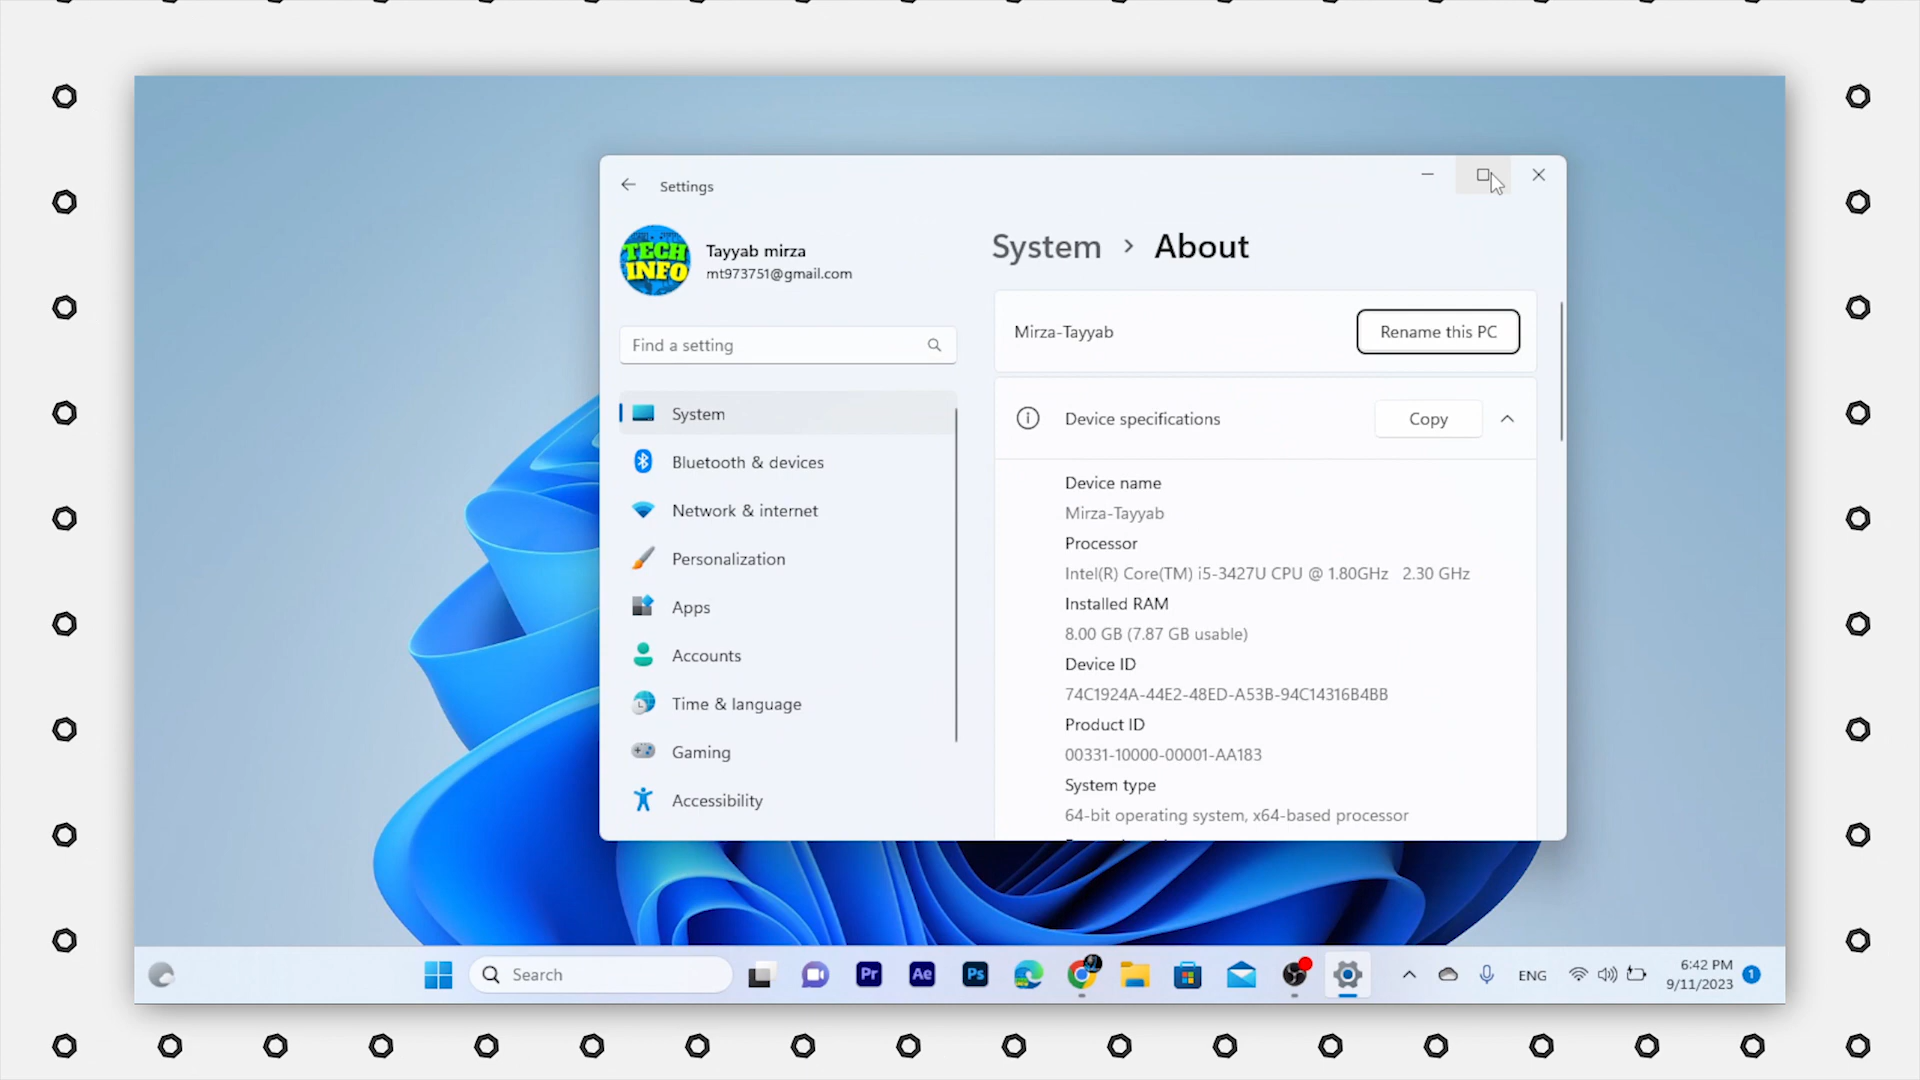 Settings
TECH
INFO
Tayyab mirza
mt973751@gmail.com
Find a setting
System
Bluetooth & devices
Network & internet
Personalization
Apps
Accounts
Time & language
Gaming
Accessibility
System > About
Mirza-Tayyab
Rename this PC
Device specifications
Copy
Device name
Mirza-Tayyab
Processor
Intel(R) Core(TM) i5-3427U CPU @ 1.80GHz 2.30 GHz
Installed RAM
8.00 GB (7.87 GB usable)
Device ID
74C1924A-44E2-48ED-A53B-94C14316B4BB
Product ID
00331-10000-00001-AA183
System type
64-bit operating system, x64-based processor
Search
Pr
Ae
Ps
ENG
6:42 PM
9/11/2023
1